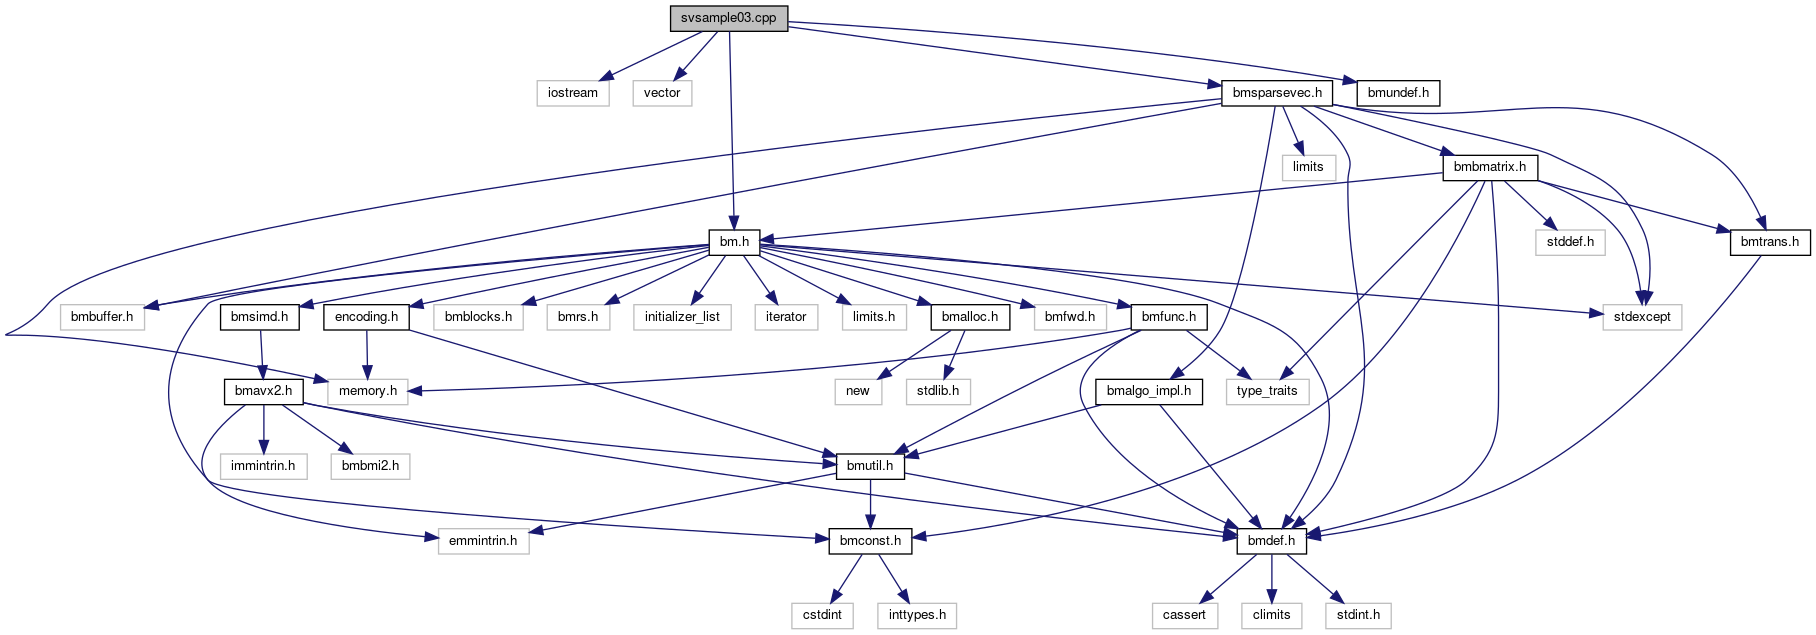 svsample03.cpp
iostream
vector
bmsparsevec.h
bmundef.h
limits
bmbmatrix.h
bm.h
stddef.h
bmtrans.h
bmbuffer.h
bmsimd.h
encoding.h
bmblocks.h
bmrs.h
initializer_list
iterator
limits.h
bmalloc.h
bmfwd.h
bmfunc.h
stdexcept
bmavx2.h
memory.h
new
stdlib.h
bmalgo_impl.h
type_traits
immintrin.h
bmbmi2.h
bmutil.h
emmintrin.h
bmconst.h
bmdef.h
cstdint
inttypes.h
cassert
climits
stdint.h